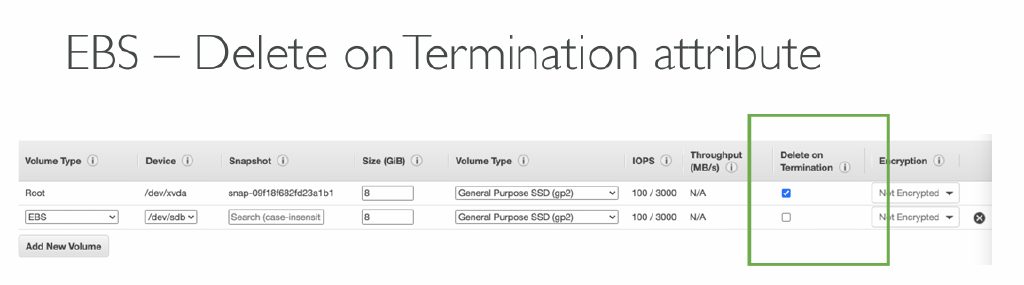 EBS – Delete on Termination attribute
Volume Type Device Snapshot Size (GiB) Volume Type IOPS Throughput (MB/s) Delete on Termination Encryption
Root /dev/xvda snap-09f18f682fd23a1b1 8 General Purpose SSD (gp2) 100 / 3000 N/A Not Encrypted
EBS /dev/sdb Search (case-insensit 8 General Purpose SSD (gp2) 100 / 3000 N/A Not Encrypted
Add New Volume